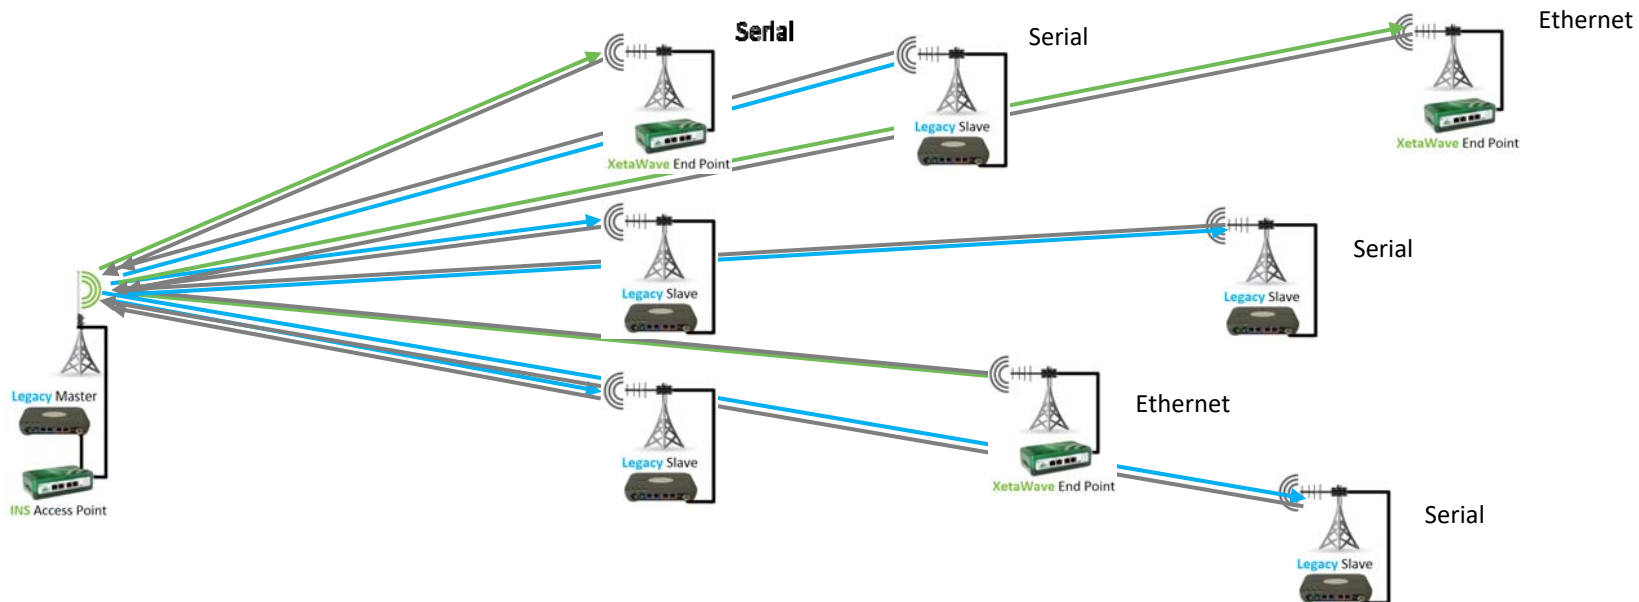 Ethernet
Serial
Serial
Legacy Slave
XetaWave End Point
XetaWave End Point
Serial
Legacy Slave
Legacy Slave
Legacy Master
Ethernet
Legacy Slave
XetaWave End Point
INS Access Point
Serial
Legacy Slave